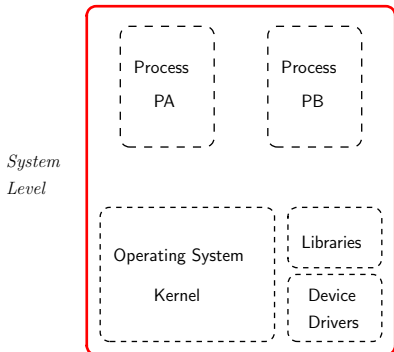 Process
PA
Process
PB
System
Level
Operating System
Kernel
Libraries
Device
Drivers